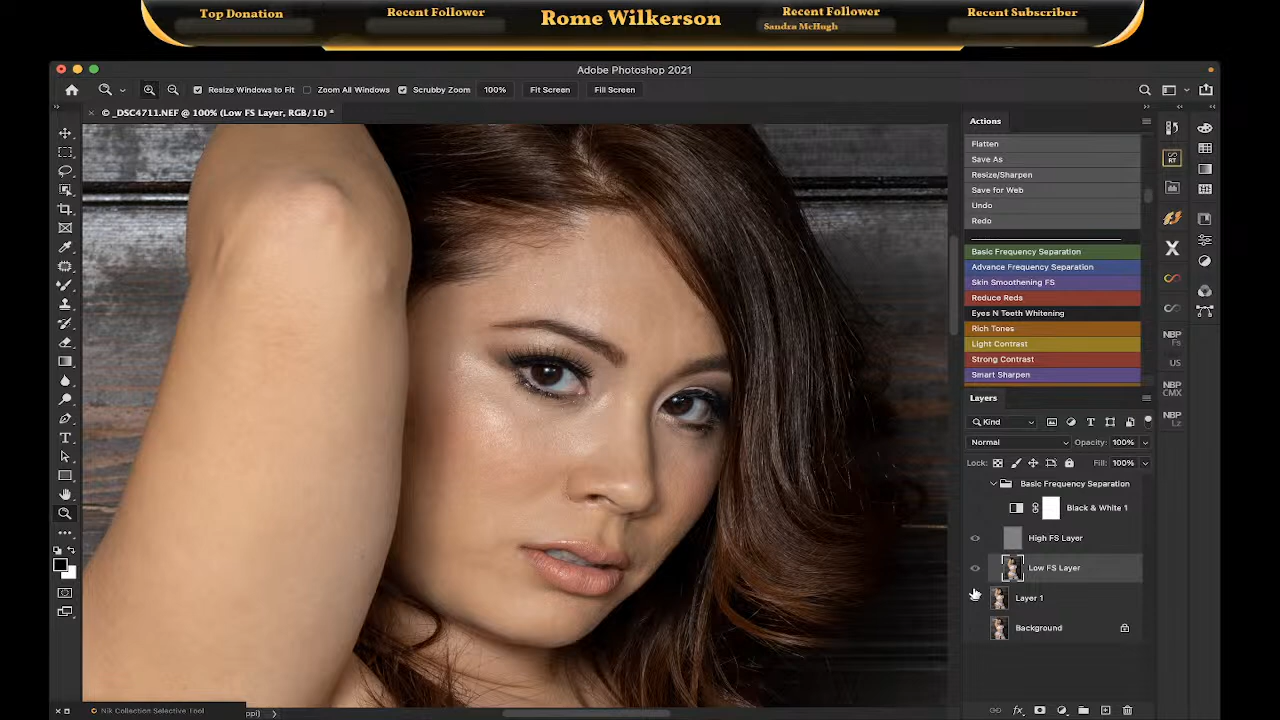 Top Donation
Recent Follower
Rome Wilkerson
Recent Follower
Sandra McHugh
Recent Subscriber
Adobe Photoshop 2021
Resize Windows to Fit
Zoom All Windows
Scrubby Zoom
100%
Fit Screen
Fill Screen
© _DSC4711.NEF @ 100% (Low FS Layer, RGB/16) *
Actions
Flatten
Save As
Resize/Sharpen
Save for Web
Undo
Redo
Basic Frequency Separation
Advance Frequency Separation
Skin Smoothening FS
Reduce Reds
Eyes N Teeth Whitening
Rich Tones
Light Contrast
Strong Contrast
Smart Sharpen
RT
X
NBP
Fs
US
NBP
CMX
NBP
Lz
Layers
Kind
Normal
Opacity: 100%
Lock:
Fill: 100%
Basic Frequency Separation
Black & White 1
High FS Layer
Low FS Layer
Layer 1
Background
Nik Collection Selective Tool
ppi)
fx